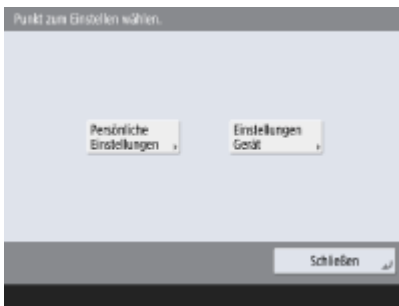 Punkt zum Einstellen wählen.
Persönliche
Einstellungen
Einstellungen
Gerät
Schließen